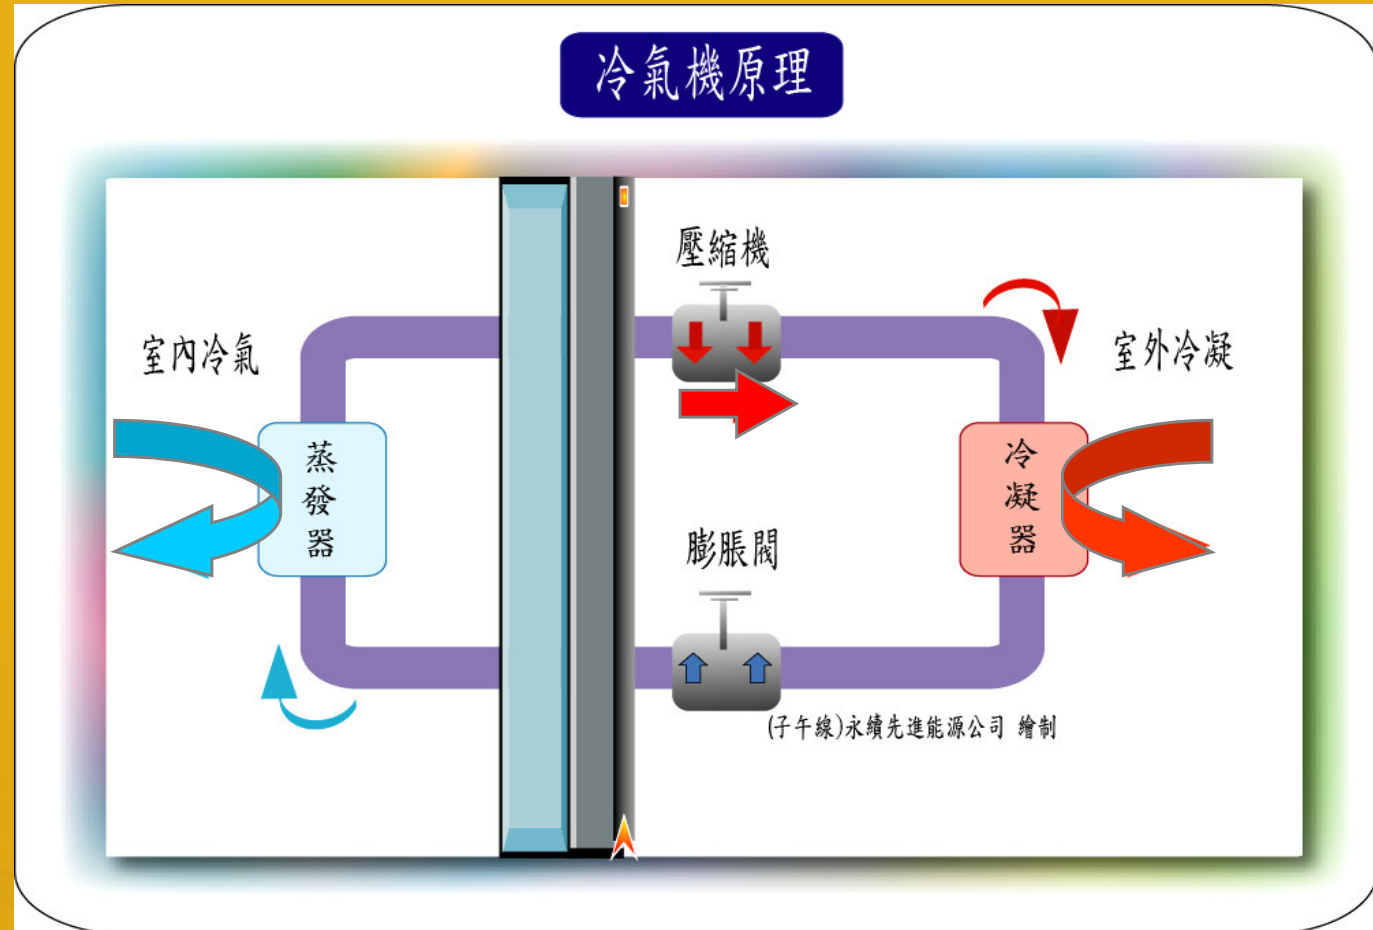 冷氣機原理
壓縮機
室內冷氣
室外冷凝
蒸發器
冷凝器
膨脹閥
(子午線)永續先進能源公司 繪制